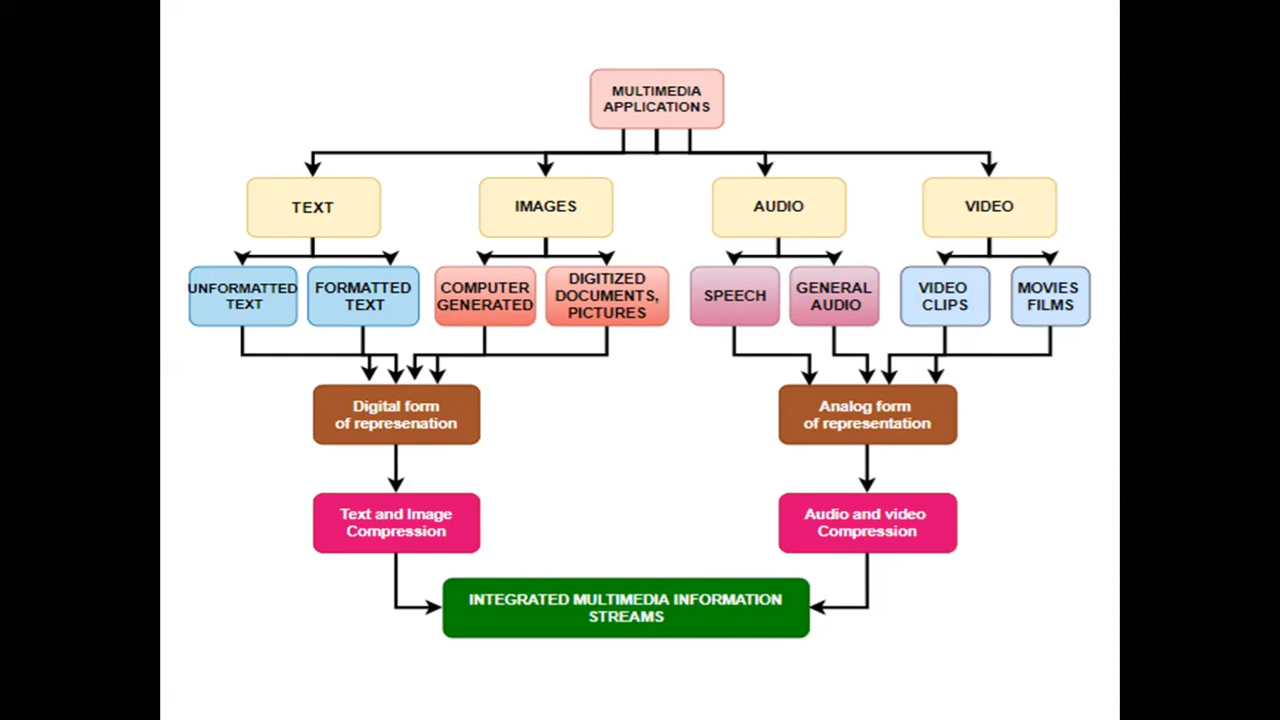 MULTIMEDIA
APPLICATIONS
TEXT
IMAGES
AUDIO
VIDEO
UNFORMATTED
TEXT
FORMATTED
TEXT
COMPUTER
GENERATED
DIGITIZED
DOCUMENTS,
PICTURES
SPEECH
GENERAL
AUDIO
VIDEO
CLIPS
MOVIES
FILMS
Digital form
of represenation
Analog form
of representation
Text and Image
Compression
Audio and video
Compression
INTEGRATED MULTIMEDIA INFORMATION
STREAMS